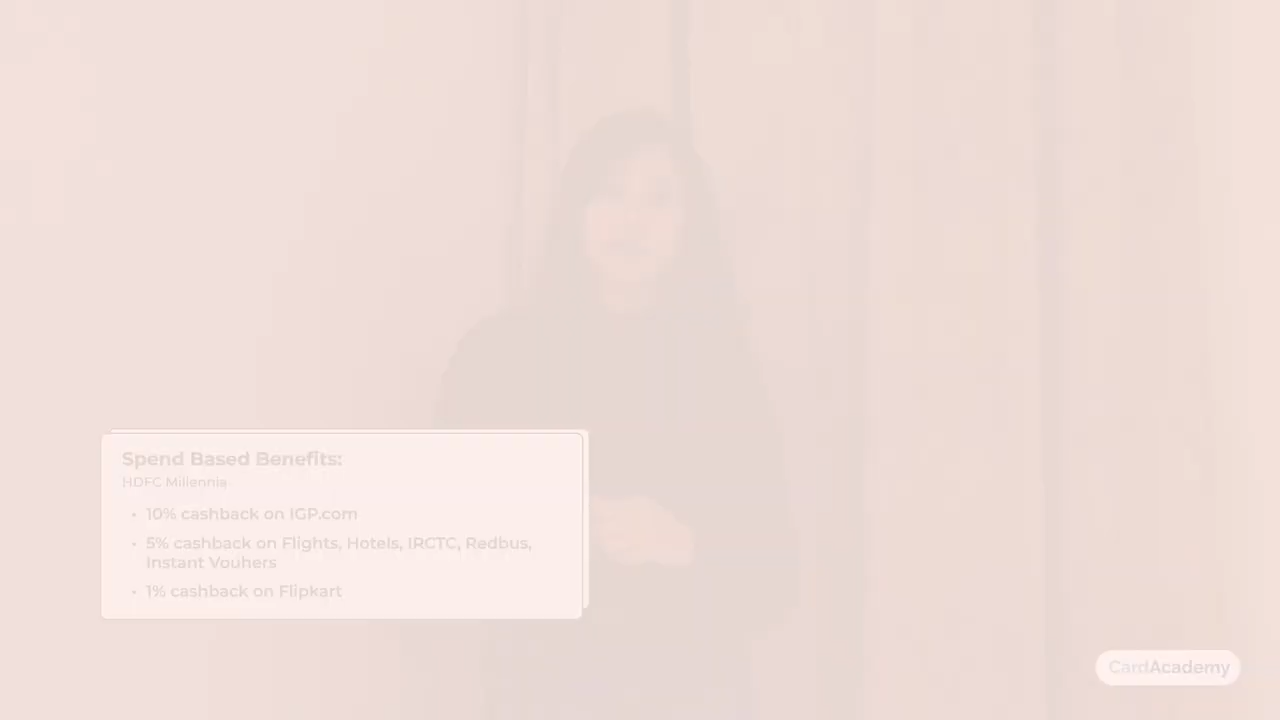 Spend Based Benefits:
HDFC Millennia
• 10% cashback on IGP.com
• 5% cashback on Flights, Hotels, IRCTC, Redbus,
Instant Vouhers
• 1% cashback on Flipkart
CardAcademy